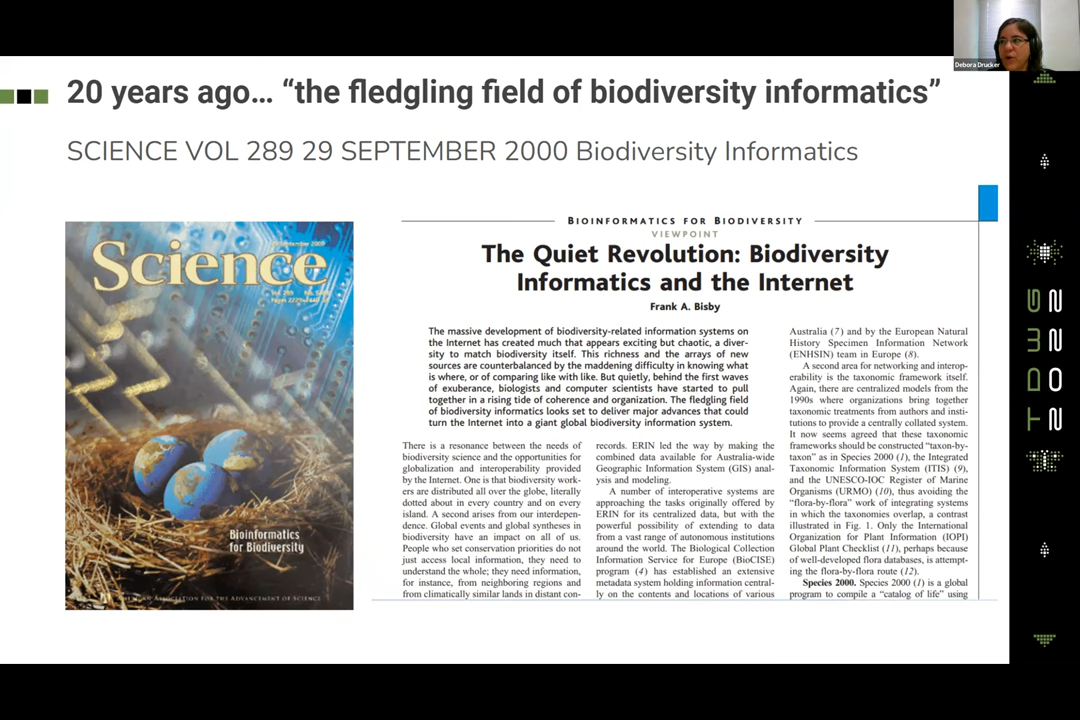 Debora Drucker
20 years ago… “the fledgling field of biodiversity informatics”
SCIENCE VOL 289 29 SEPTEMBER 2000 Biodiversity Informatics
Science
September 2000
Bioinformatics
for Biodiversity
AMERICAN ASSOCIATION FOR THE ADVANCEMENT OF SCIENCE
BIOINFORMATICS FOR BIODIVERSITY
VIEWPOINT
The Quiet Revolution: Biodiversity
Informatics and the Internet
Frank A. Bisby
The massive development of biodiversity-related information systems on
the Internet has created much that appears exciting but chaotic, a diver-
sity to match biodiversity itself. This richness and the arrays of new
sources are counterbalanced by the maddening difficulty in knowing what
is where, or of comparing like with like. But quietly, behind the first waves
of exuberance, biologists and computer scientists have started to pull
together in a rising tide of coherence and organization. The fledgling field
of biodiversity informatics looks set to deliver major advances that could
turn the Internet into a giant global biodiversity information system.
There is a resonance between the needs of
biodiversity science and the opportunities for
globalization and interoperability provided
by the Internet. One is that biodiversity work-
ers are distributed all over the globe, literally
dotted about in every country and on every
island. A second arises from our interdepen-
dence. Global events and global syntheses in
biodiversity have an impact on all of us.
People who set conservation priorities do not
just access local information, they need to
understand the whole; they need information,
for instance, from neighboring regions and
from climatically similar lands in distant con-
records. ERIN led the way by making the
combined data available for Australia-wide
Geographic Information System (GIS) anal-
ysis and modeling.
A number of interoperative systems are
approaching the tasks originally offered by
ERIN for its centralized data, but with the
powerful possibility of extending to data
from a vast range of autonomous institutions
around the world. The Biological Collection
Information Service for Europe (BioCISE)
program (4) has established an extensive
metadata system holding information central-
ly on the contents and locations of various
Australia (7) and by the European Natural
History Specimen Information Network
(ENHSIN) team in Europe (8).
A second area for networking and interop-
erability is the taxonomic framework itself.
Again, there are centralized models from the
1990s where organizations bring together
taxonomic treatments from authors and insti-
tutions to provide a centrally collated system.
It now seems agreed that these taxonomic
frameworks should be constructed “taxon-by-
taxon” as in Species 2000 (1), the Integrated
Taxonomic Information System (ITIS) (9),
and the UNESCO-IOC Register of Marine
Organisms (URMO) (10), thus avoiding the
“flora-by-flora” work of integrating systems
in which the taxonomies overlap, a contrast
illustrated in Fig. 1. Only the International
Organization for Plant Information (IOPI)
Global Plant Checklist (11), perhaps because
of well-developed flora databases, is attempt-
ing the flora-by-flora route (12).
Species 2000. Species 2000 (1) is a global
program to compile a “catalog of life” using
TDWG
2020